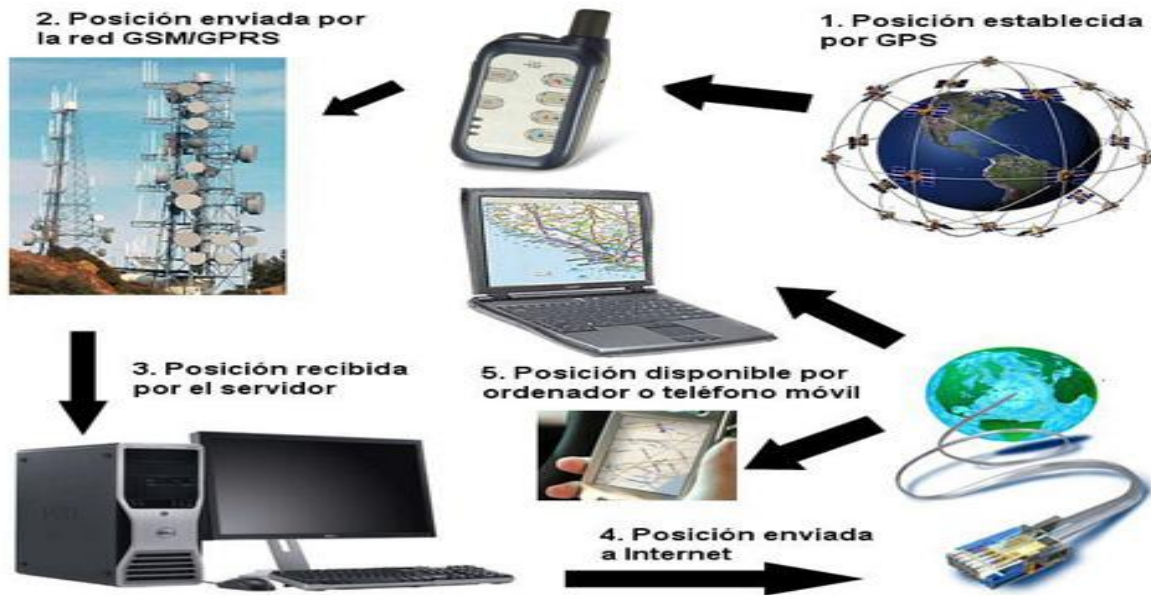 1. Posición establecida
por GPS
2. Posición enviada por
la red GSM/GPRS
3. Posición recibida
por el servidor
4. Posición enviada
a Internet
5. Posición disponible por
ordenador o teléfono móvil